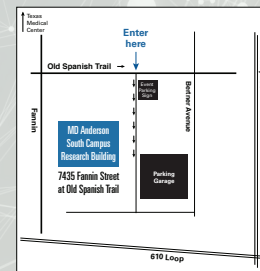 Texas
Medical
Center
Enter
here
Old Spanish Trail
Event
Parking
Sign
Fannin
Bertner Avenue
MD Anderson
South Campus
Research Building
7435 Fannin Street
at Old Spanish Trail
Parking
Garage
610 Loop